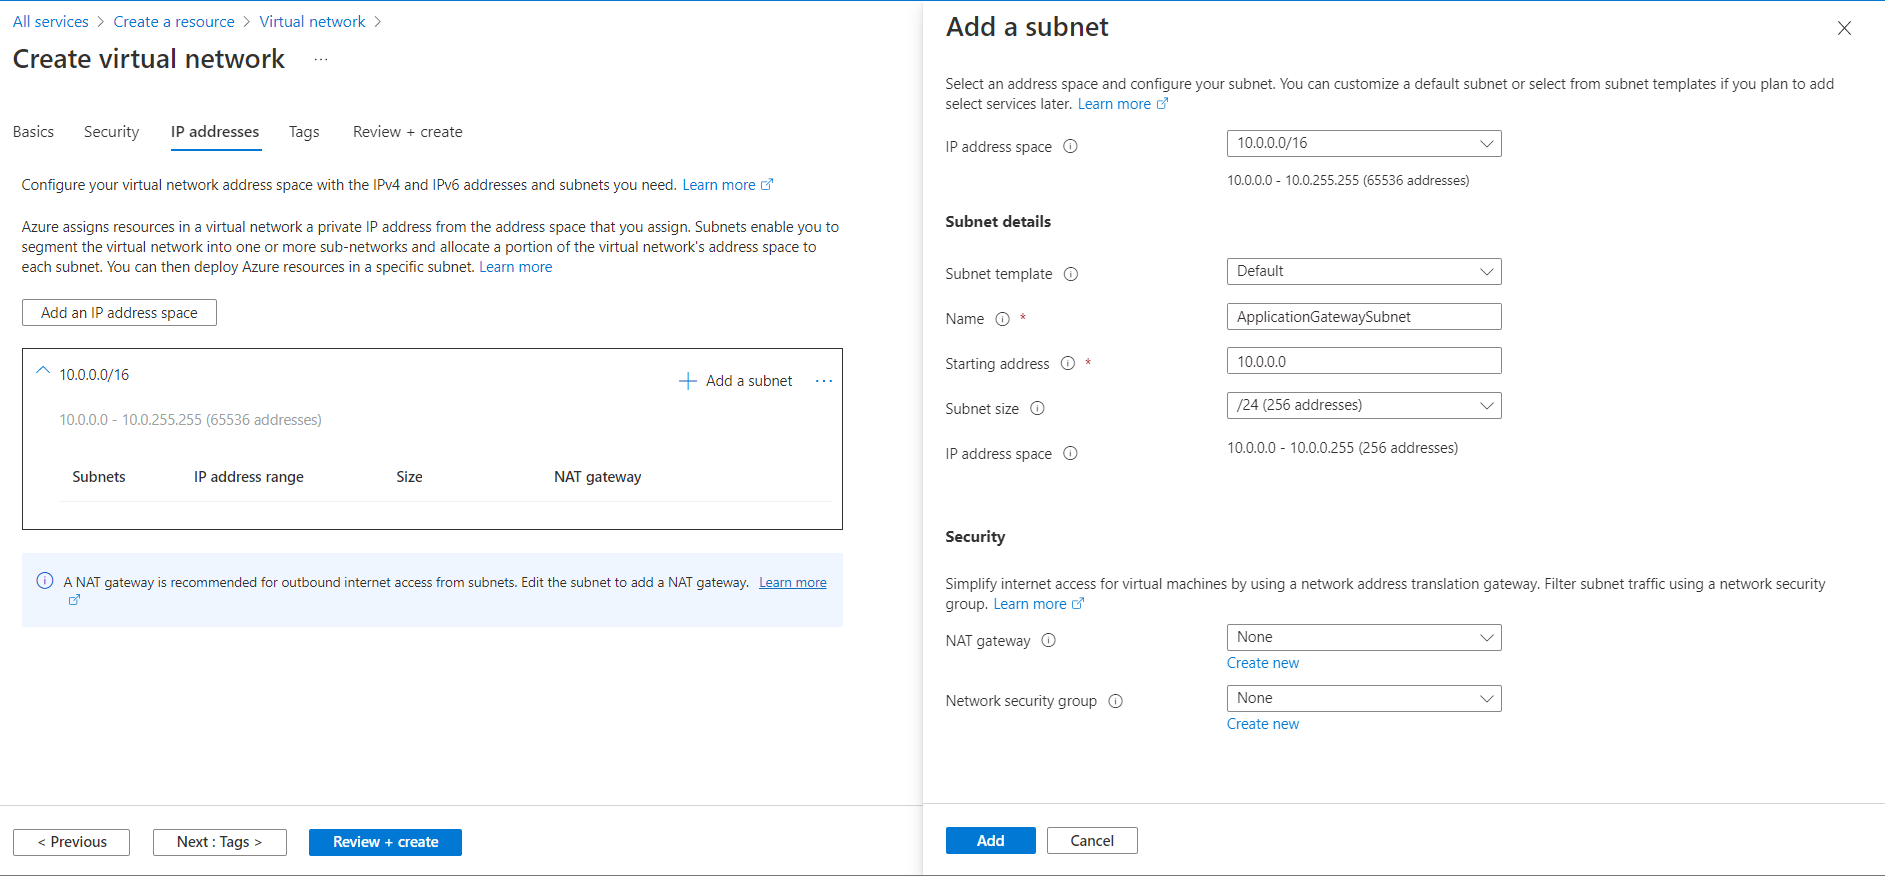 All services > Create a resource > Virtual network >
Create virtual network ...
Basics Security IP addresses Tags Review + create
Configure your virtual network address space with the IPv4 and IPv6 addresses and subnets you need. Learn more
Azure assigns resources in a virtual network a private IP address from the address space that you assign. Subnets enable you to
segment the virtual network into one or more sub-networks and allocate a portion of the virtual network's address space to
each subnet. You can then deploy Azure resources in a specific subnet. Learn more
Add an IP address space
10.0.0.0/16
+ Add a subnet ...
10.0.0.0 - 10.0.255.255 (65536 addresses)
Subnets IP address range Size NAT gateway
A NAT gateway is recommended for outbound internet access from subnets. Edit the subnet to add a NAT gateway. Learn more
< Previous Next : Tags > Review + create
Add a subnet
Select an address space and configure your subnet. You can customize a default subnet or select from subnet templates if you plan to add
select services later. Learn more
IP address space 10.0.0.0/16
10.0.0.0 - 10.0.255.255 (65536 addresses)
Subnet details
Subnet template Default
Name * ApplicationGatewaySubnet
Starting address * 10.0.0.0
Subnet size /24 (256 addresses)
IP address space 10.0.0.0 - 10.0.0.255 (256 addresses)
Security
Simplify internet access for virtual machines by using a network address translation gateway. Filter subnet traffic using a network security
group. Learn more
NAT gateway None
Create new
Network security group None
Create new
Add Cancel